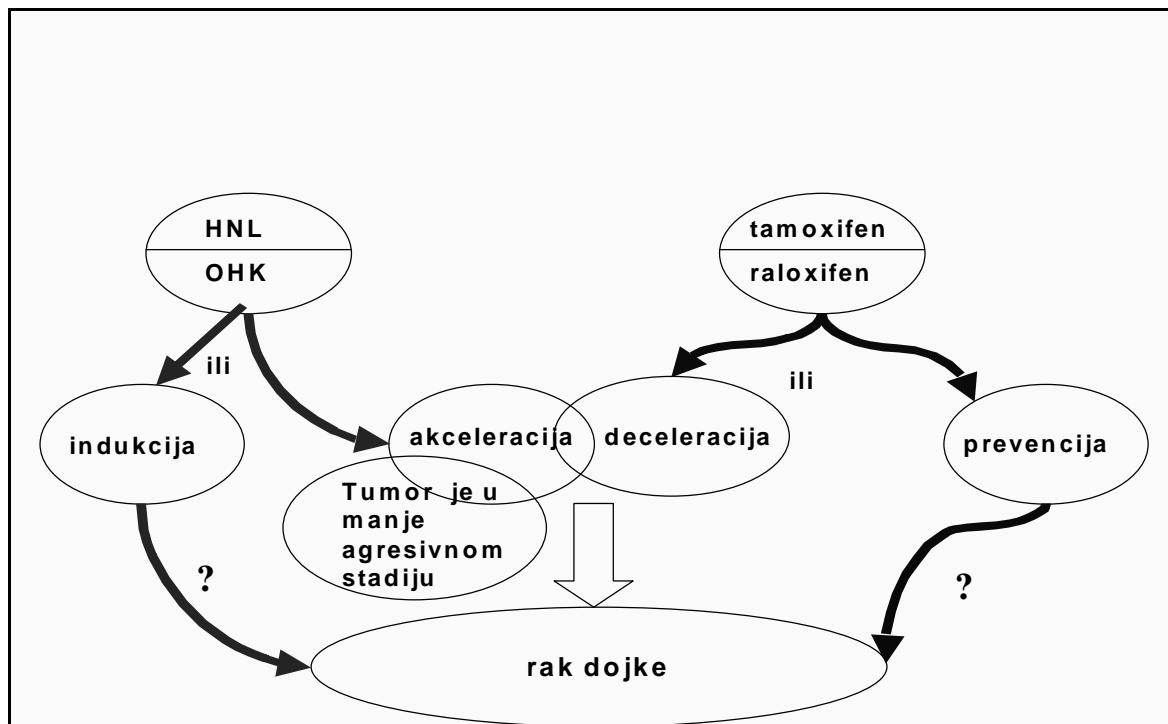 HNL
OHK
tamoxifen
raloxifen
ili
ili
indukcija
akceleracija
deceleracija
prevencija
Tumor je u
manje
agresivnom
stadiju
?
?
rak dojke